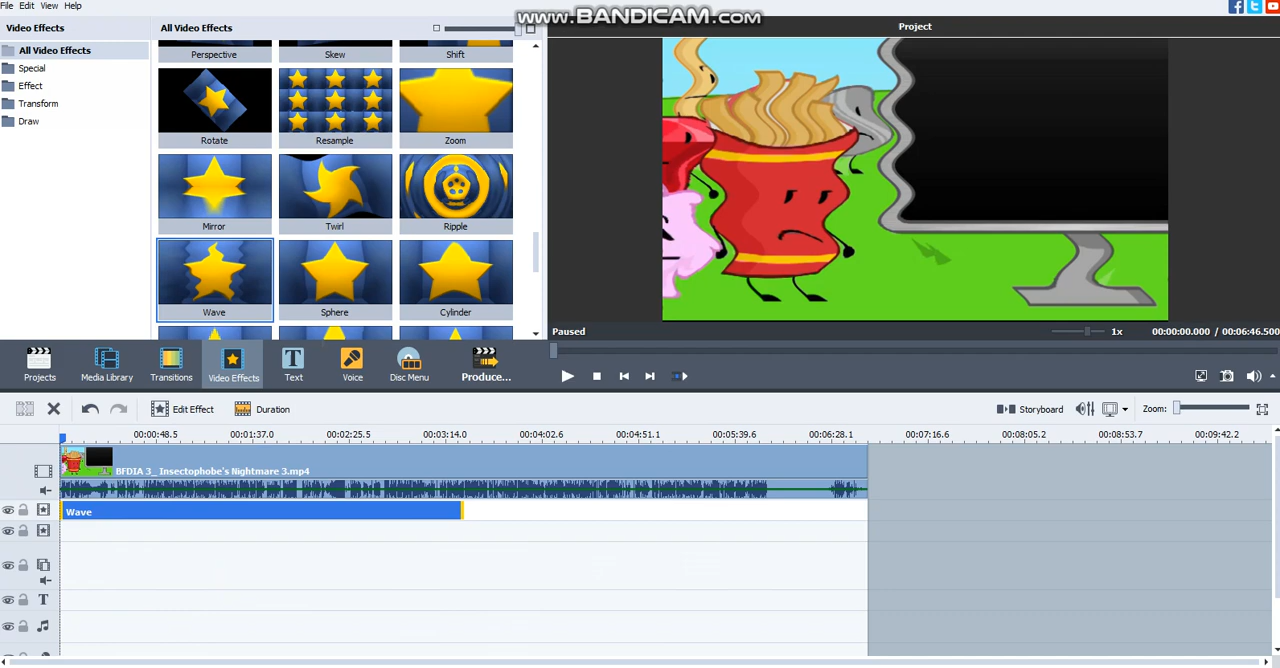 File Edit View Help
www.BANDICAM.com
Video Effects
All Video Effects
Project
All Video Effects
Special
Effect
Transform
Draw
Perspective
Skew
Shift
Rotate
Resample
Zoom
Mirror
Twirl
Ripple
Wave
Sphere
Cylinder
Paused
1x
00:00:00.000 / 00:06:46.500
Projects
Media Library
Transitions
Video Effects
Text
Voice
Disc Menu
Produce...
Edit Effect
Duration
Storyboard
Zoom:
00:00:48.5 00:01:37.0 00:02:25.5 00:03:14.0 00:04:02.6 00:04:51.1 00:05:39.6 00:06:28.1 00:07:16.6 00:08:05.2 00:08:53.7 00:09:42.2
BFDIA 3_ Insectophobe's Nightmare 3.mp4
Wave